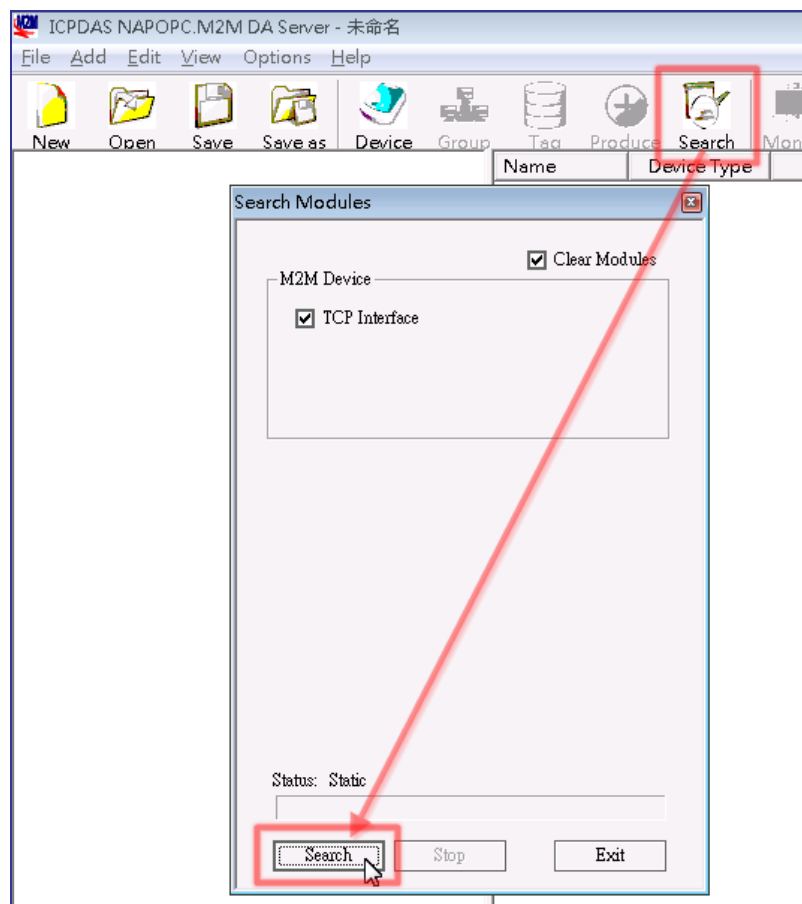 M2M ICPDAS NAPOPC.M2M DA Server - 未命名
File Add Edit View Options Help
New Open Save Save as Device Group Tag Produce Search Mon
Name Device Type
Search Modules
Clear Modules
M2M Device
TCP Interface
Status: Static
Search Stop Exit